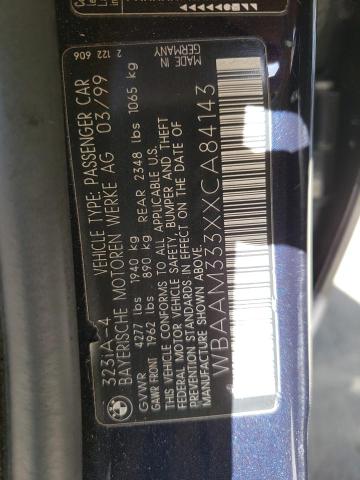 323iA-4
VEHICLE TYPE: PASSENGER CAR
BAYERISCHE MOTOREN WERKE AG 03/99
GVWR 4277 lbs 1940 kg
GAWR FRONT 1962 lbs 890 kg REAR 2348 lbs 1065 kg
THIS VEHICLE CONFORMS TO ALL APPLICABLE U.S.
FEDERAL MOTOR VEHICLE SAFETY, BUMPER AND THEFT
PREVENTION STANDARDS IN EFFECT ON THE DATE OF
MANUFACTURE SHOWN ABOVE.
WBAAM333XXCA84143
2 122 606
MADE IN
GERMANY
BMW